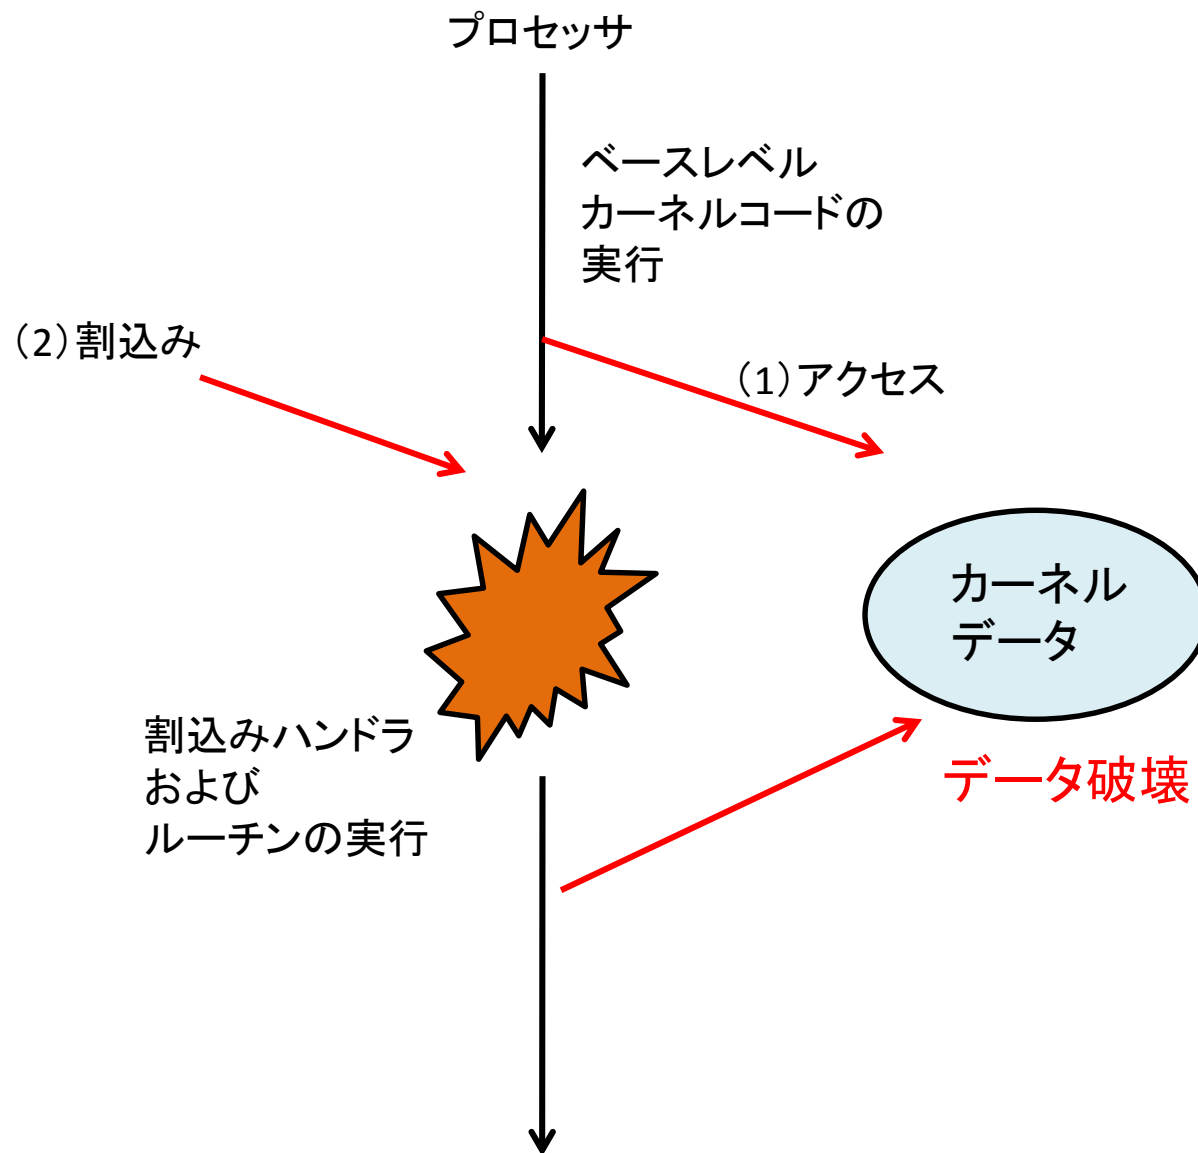 プロセッサ
ベースレベル
カーネルコードの
実行
(2)割込み
(1)アクセス
カーネル
データ
割込みハンドラ
および
ルーチンの実行
データ破壊